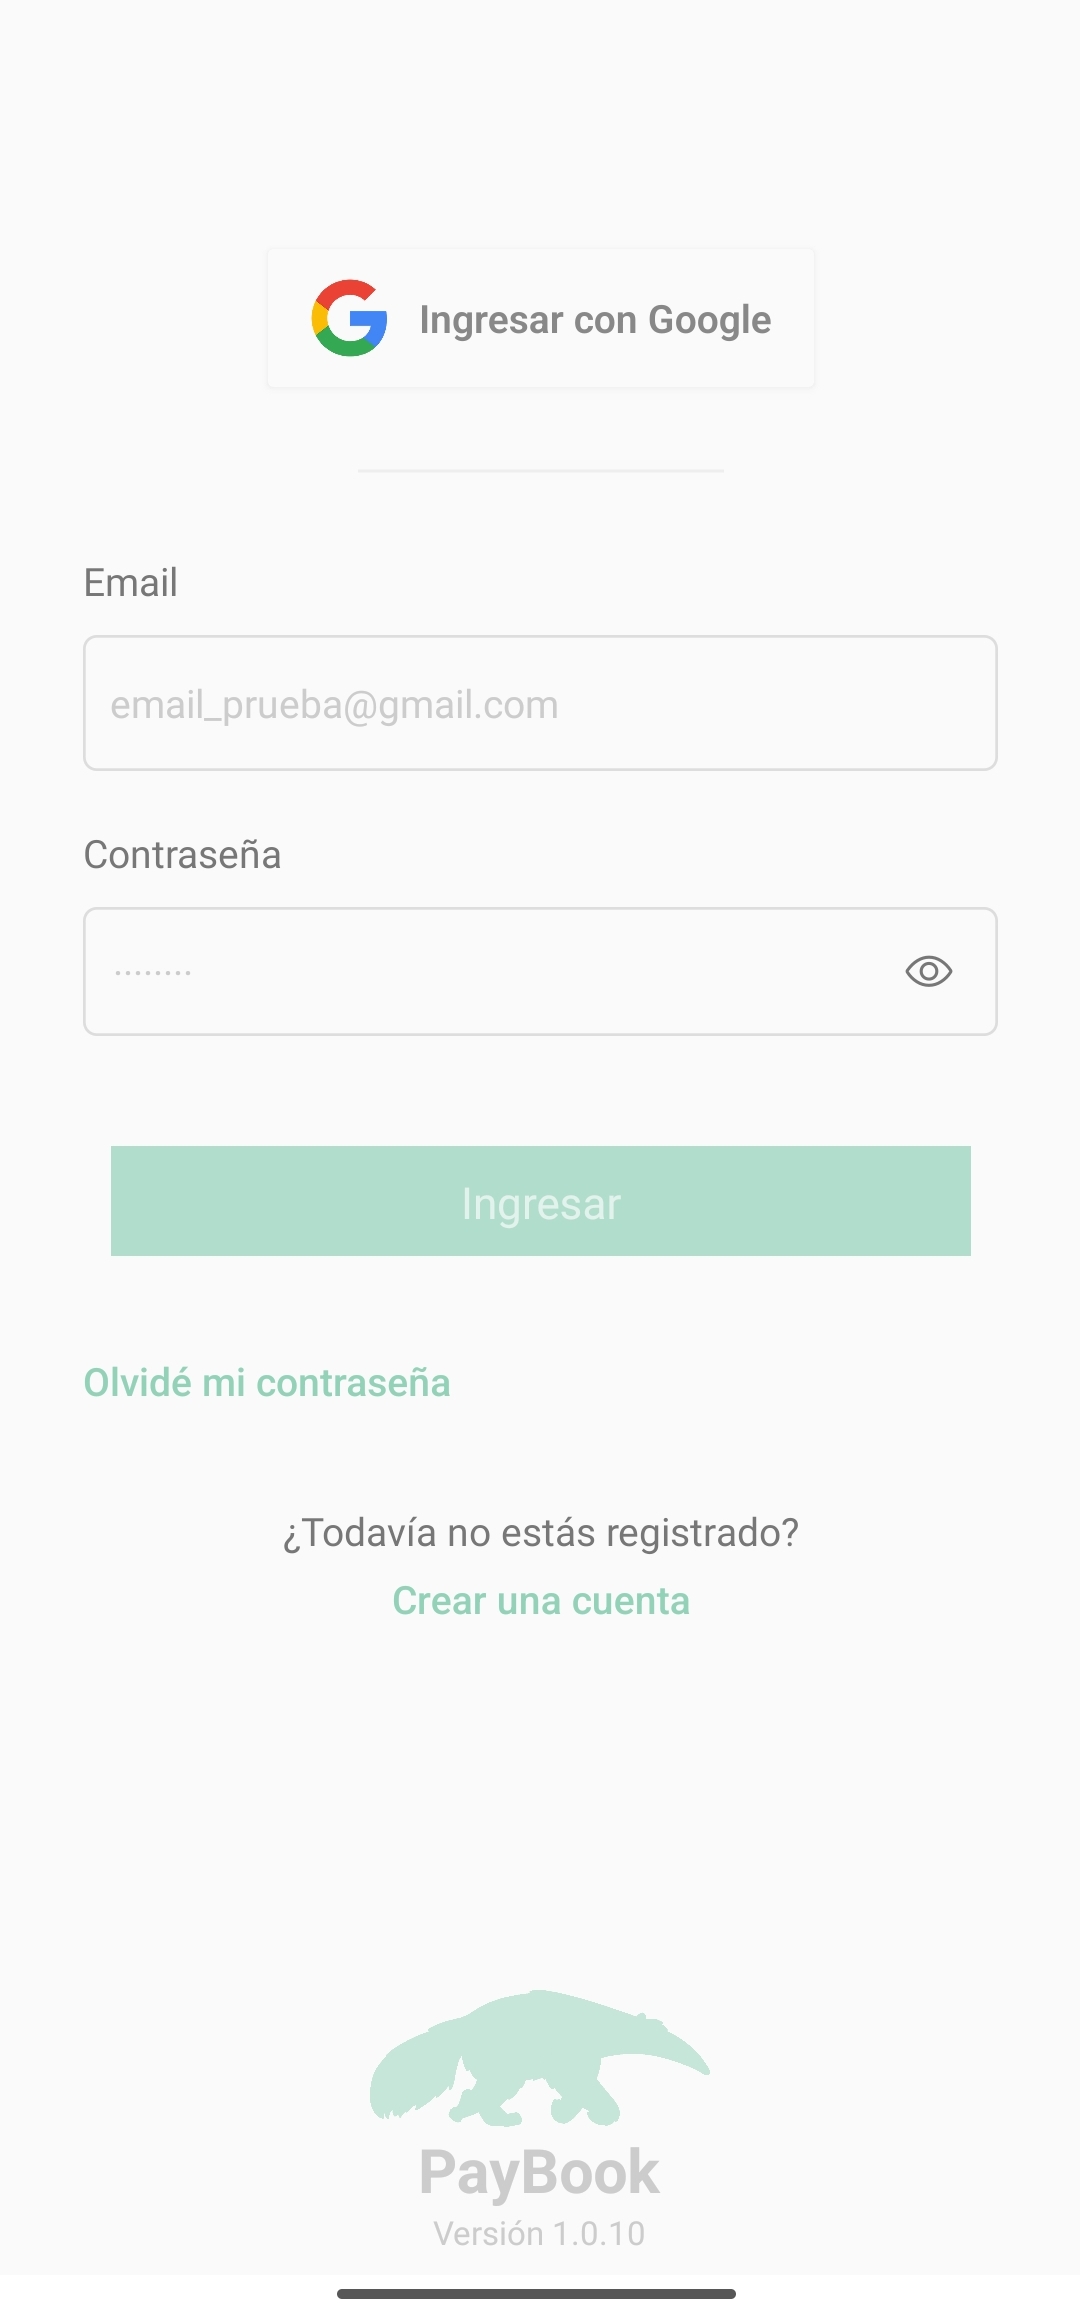 Ingresar con Google
Email
email_prueba@gmail.com
Contraseña
........
Ingresar
Olvidé mi contraseña
¿Todavía no estás registrado?
Crear una cuenta
PayBook
Versión 1.0.10